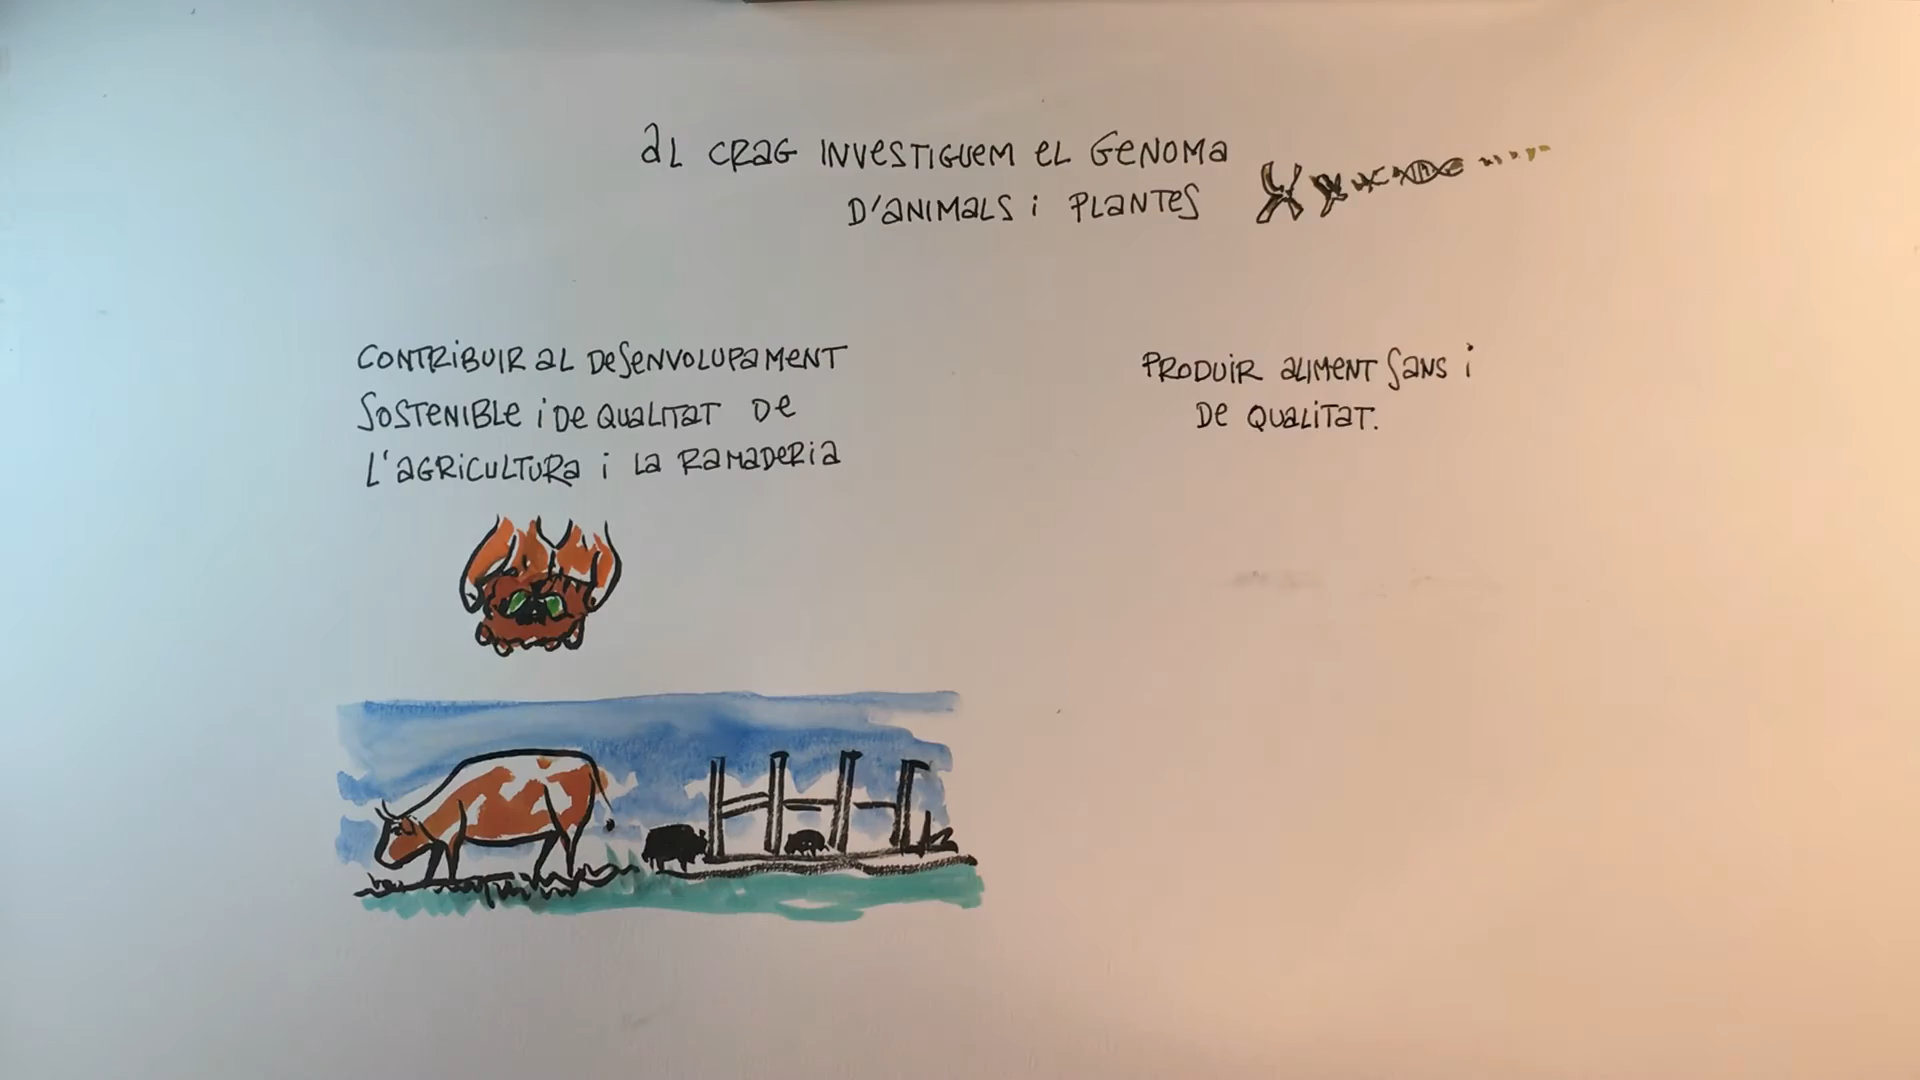 al CRAG INVESTIGUEM EL GENOMA
D'ANIMALS i PLANTES
CONTRIBUIR AL DESENVOLUPAMENT
SOSTENIBLE i DE QUALITAT DE
L'AGRICULTURA i LA RAMADERIA
PRODUIR ALIMENT SANS i
DE QUALITAT.